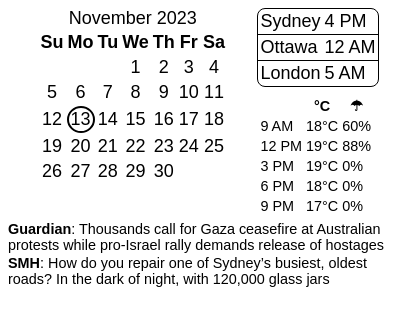 November 2023
Su Mo Tu We Th Fr Sa
1 2 3 4
5 6 7 8 9 10 11
12 13 14 15 16 17 18
19 20 21 22 23 24 25
26 27 28 29 30
Sydney 4 PM
Ottawa 12 AM
London 5 AM
°C ☂
9 AM 18°C 60%
12 PM 19°C 88%
3 PM 19°C 0%
6 PM 18°C 0%
9 PM 17°C 0%
Guardian: Thousands call for Gaza ceasefire at Australian
protests while pro-Israel rally demands release of hostages
SMH: How do you repair one of Sydney's busiest, oldest
roads? In the dark of night, with 120,000 glass jars